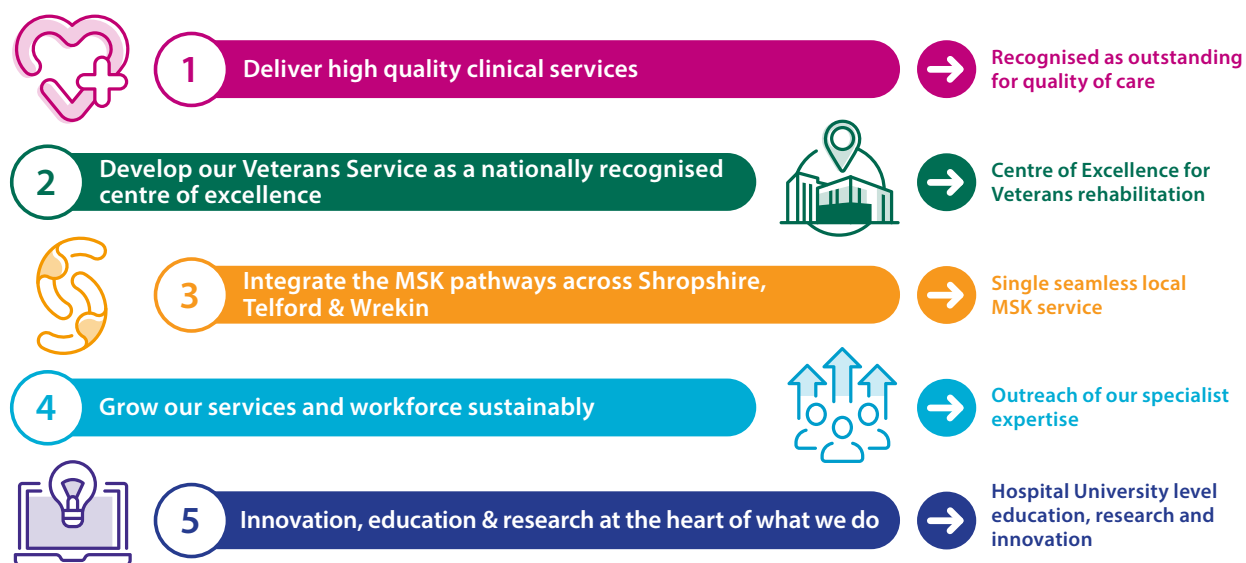 1
Deliver high quality clinical services
Recognised as outstanding
for quality of care
2
Develop our Veterans Service as a nationally recognised
centre of excellence
Centre of Excellence for
Veterans rehabilitation
3
Integrate the MSK pathways across Shropshire,
Telford & Wrekin
Single seamless local
MSK service
4
Grow our services and workforce sustainably
Outreach of our specialist
expertise
5
Innovation, education & research at the heart of what we do
Hospital University level
education, research and
innovation